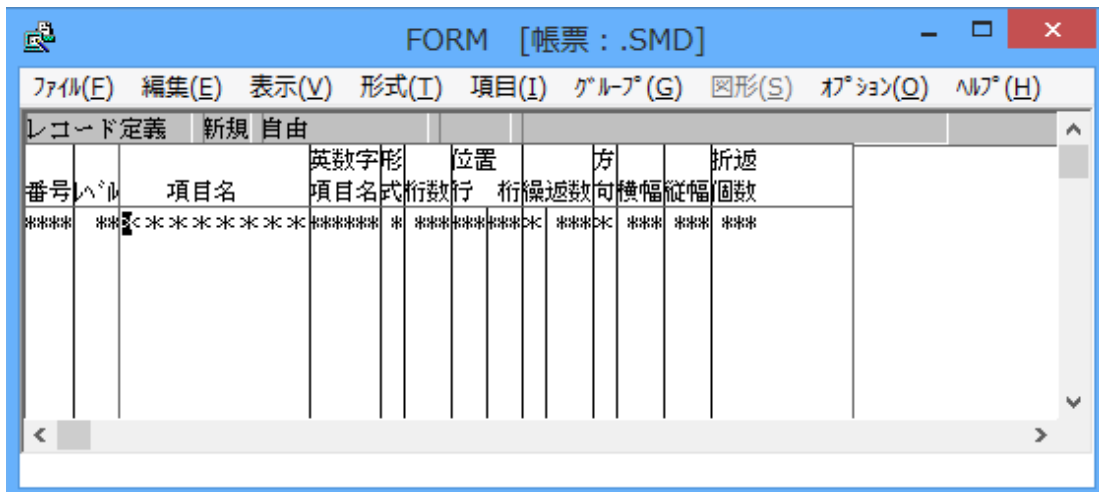 FORM [帳票：.SMD]
ﾌｧｲﾙ(F) 編集(E) 表示(V) 形式(T) 項目(I) ｸﾞﾙｰﾌﾟ(G) 図形(S) ｵﾌﾟｼｮﾝ(O) ﾍﾙﾌﾟ(H)
レコード定義 新規 自由
英数字 形 位置 方 折返
番号 ﾚﾍﾞﾙ 項目名 項目名 式 桁数 行 桁 繰返数 向 横幅 縦幅 個数
**** ** ******** ****** * *** *** *** * *** * *** *** ***